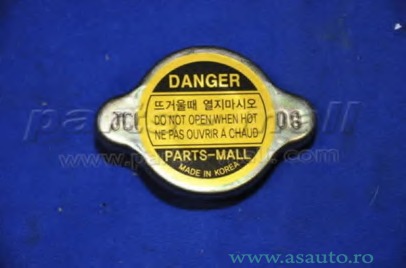 DANGER
뜨거울때 열지마시오
DO NOT OPEN WHEN HOT
NE PAS OUVRIR À CHAUD
PARTS-MALL
MADE IN KOREA
www.asauto.ro